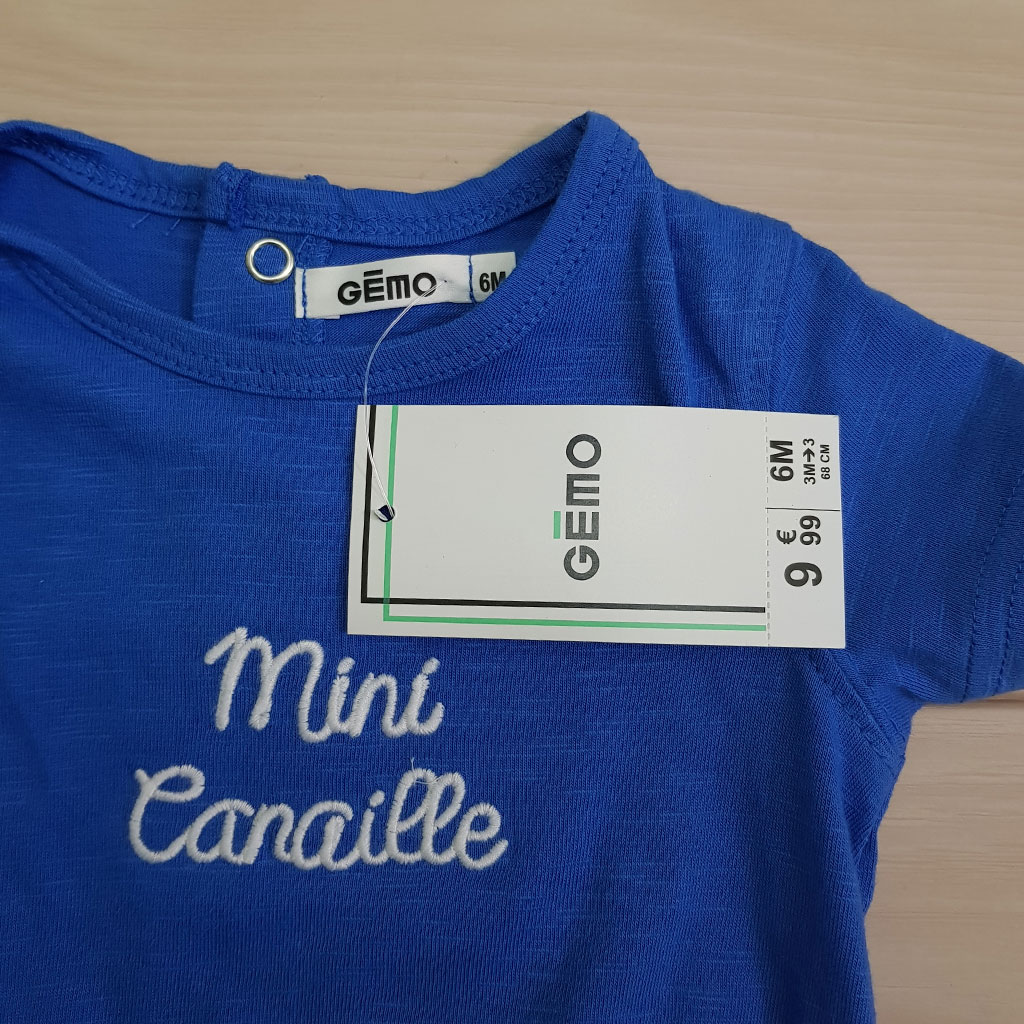 GĒMO
6M
GĒMO
6M
3M→3
68 CM
9 € 99
Mini
Canaille